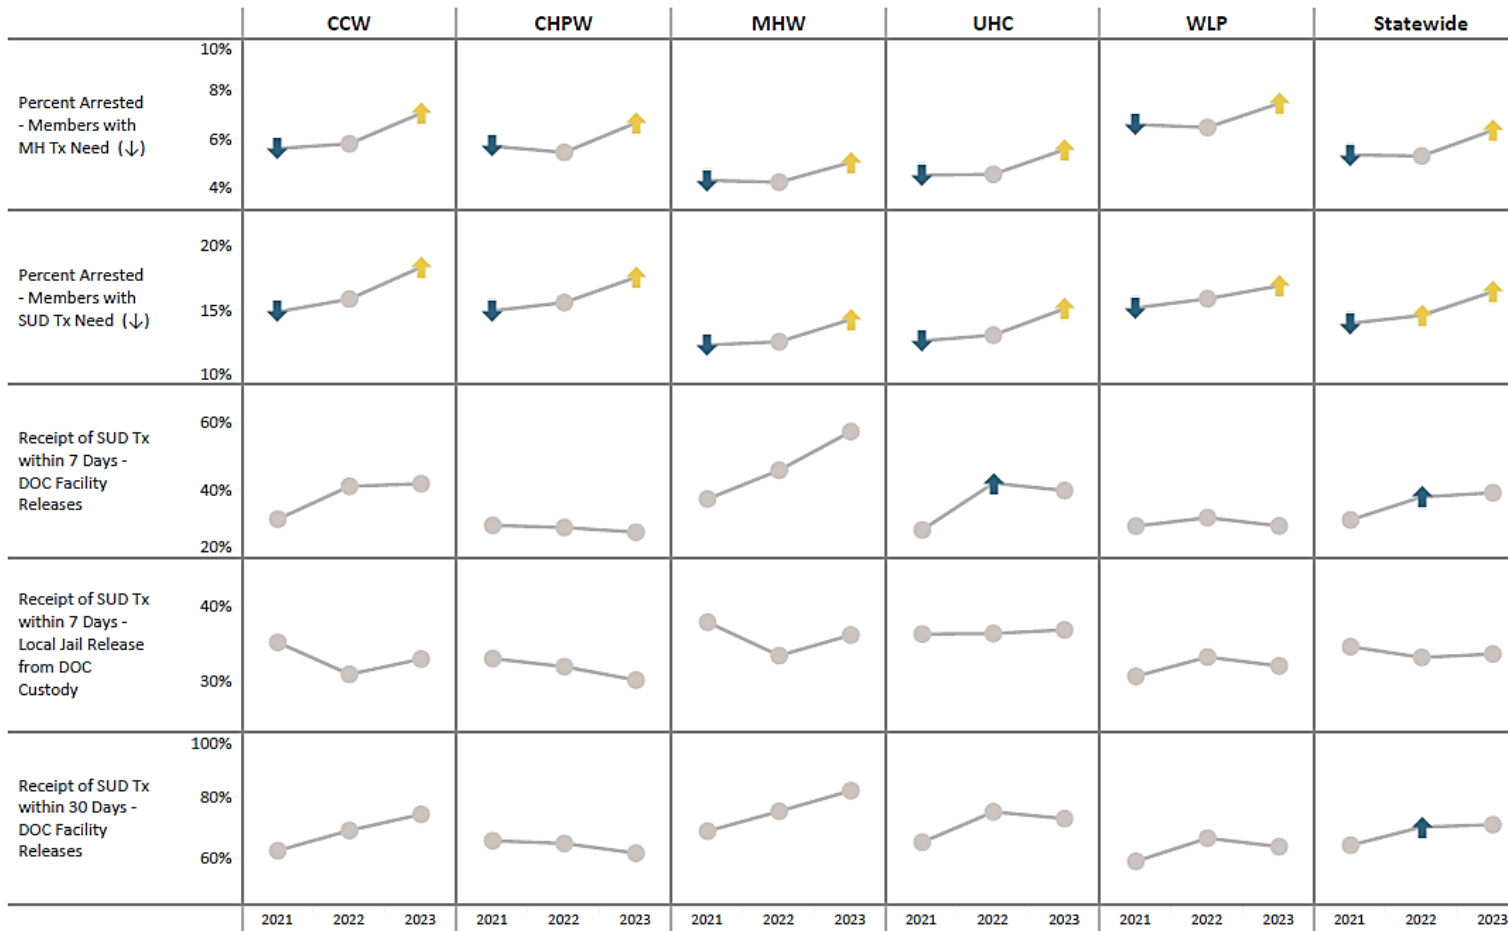 CCW CHPW MHW UHC WLP Statewide
10%
8%
Percent Arrested
- Members with
MH Tx Need (↓)
6%
4%
20%
Percent Arrested
- Members with
SUD Tx Need (↓)
15%
10%
60%
Receipt of SUD Tx
within 7 Days -
DOC Facility
Releases
40%
20%
Receipt of SUD Tx
within 7 Days -
Local Jail Release
from DOC
Custody
40%
30%
100%
Receipt of SUD Tx
within 30 Days -
DOC Facility
Releases
80%
60%
2021 2022 2023 2021 2022 2023 2021 2022 2023 2021 2022 2023 2021 2022 2023 2021 2022 2023